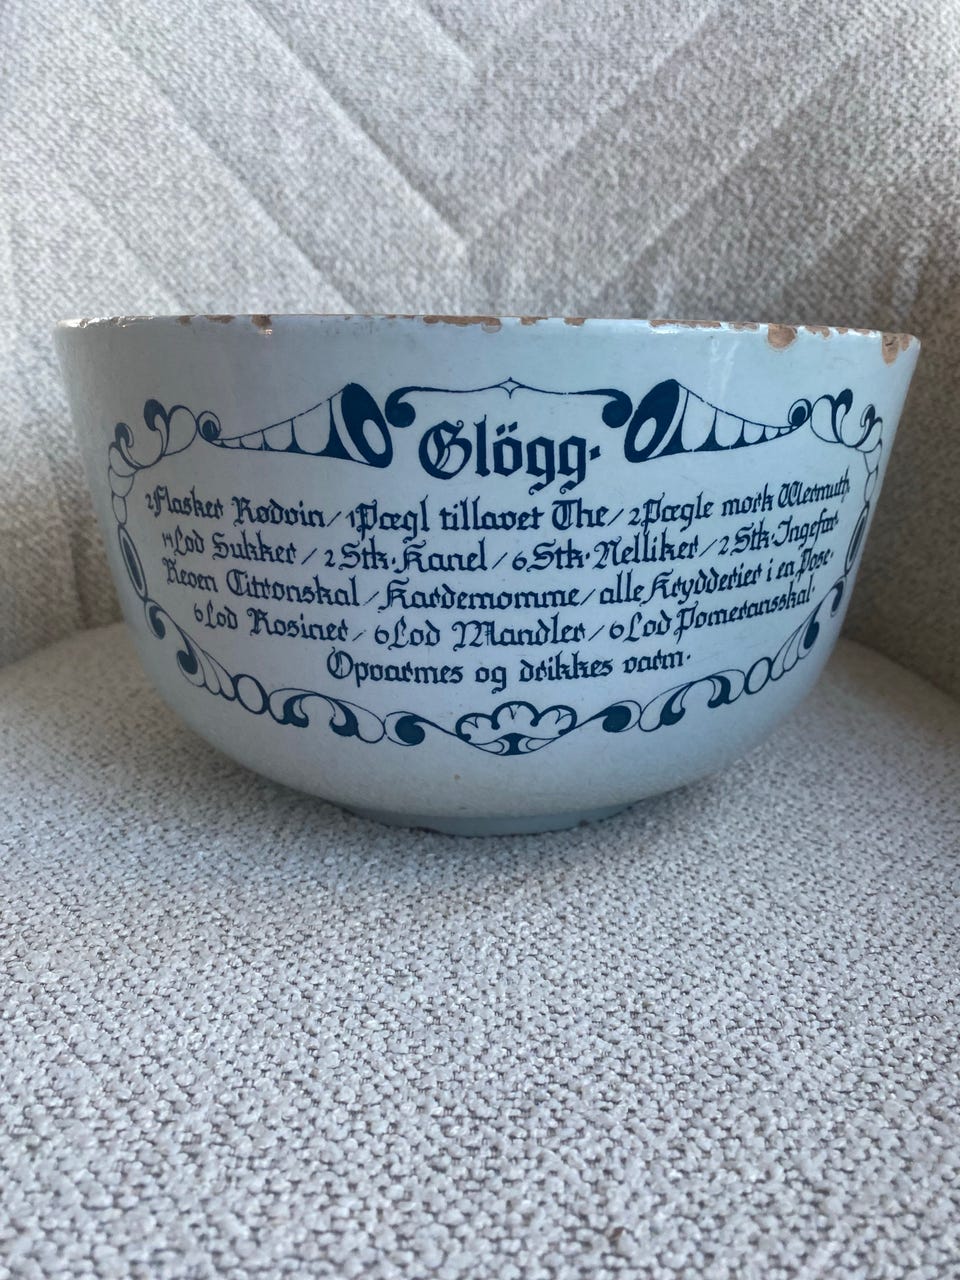 Glögg.
2 Flasker Rødvin / 1 Pægl tillavet The / 2 Pægle mørk Wermuth
Lod Sukker / 2 Stk. Kanel / 6 Stk. Nelliker / 2 Stk. Ingefær.
Reven Citronskal / Kardemomme / alle Krydderier i en Pose.
6 Lod Rosiner / 6 Lod Mandler / 6 Lod Pomeransskal.
Opvarmes og drikkes varm.